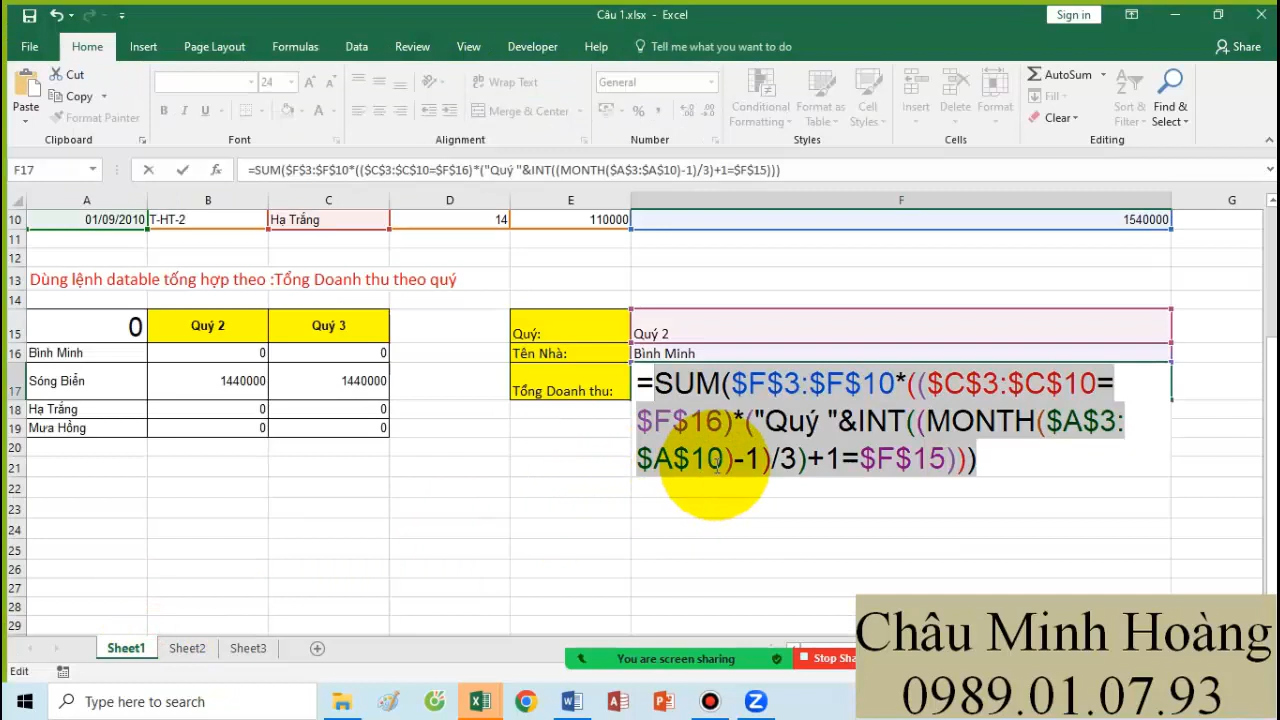 Câu 1.xlsx - Excel
Sign in
File Home Insert Page Layout Formulas Data Review View Developer Help Tell me what you want to do Share
Cut
Copy
Format Painter
Paste
Clipboard
24
B I U
Font
Wrap Text
Merge & Center
Alignment
General
Number
Conditional Formatting
Format as Table
Cell Styles
Styles
Insert Delete Format
Cells
AutoSum
Fill
Clear
Sort & Filter
Find & Select
Editing
F17
=SUM($F$3:$F$10*(($C$3:$C$10=$F$16)*("Quý "&INT((MONTH($A$3:$A$10)-1)/3)+1=$F$15)))
A B C D E F G
10 01/09/2010 T-HT-2 Hạ Trắng 14 110000 1540000
11
12
13 Dùng lệnh datable tổng hợp theo :Tổng Doanh thu theo quý
14
15 0 Quý 2 Quý 3 Quý: Quý 2
16 Bình Minh 0 0 Tên Nhà: Bình Minh
17 Sóng Biển 1440000 1440000 Tổng Doanh thu:
=SUM($F$3:$F$10*(($C$3:$C$10=
$F$16)*("Quý "&INT((MONTH($A$3:
$A$10)-1)/3)+1=$F$15)))
18 Hạ Trắng 0 0
19 Mưa Hồng 0 0
20
21
22
23
24
25
26
27
28
29
Sheet1 Sheet2 Sheet3
Edit
You are screen sharing
Stop Sha
Châu Minh Hoàng
0989.01.07.93
Type here to search